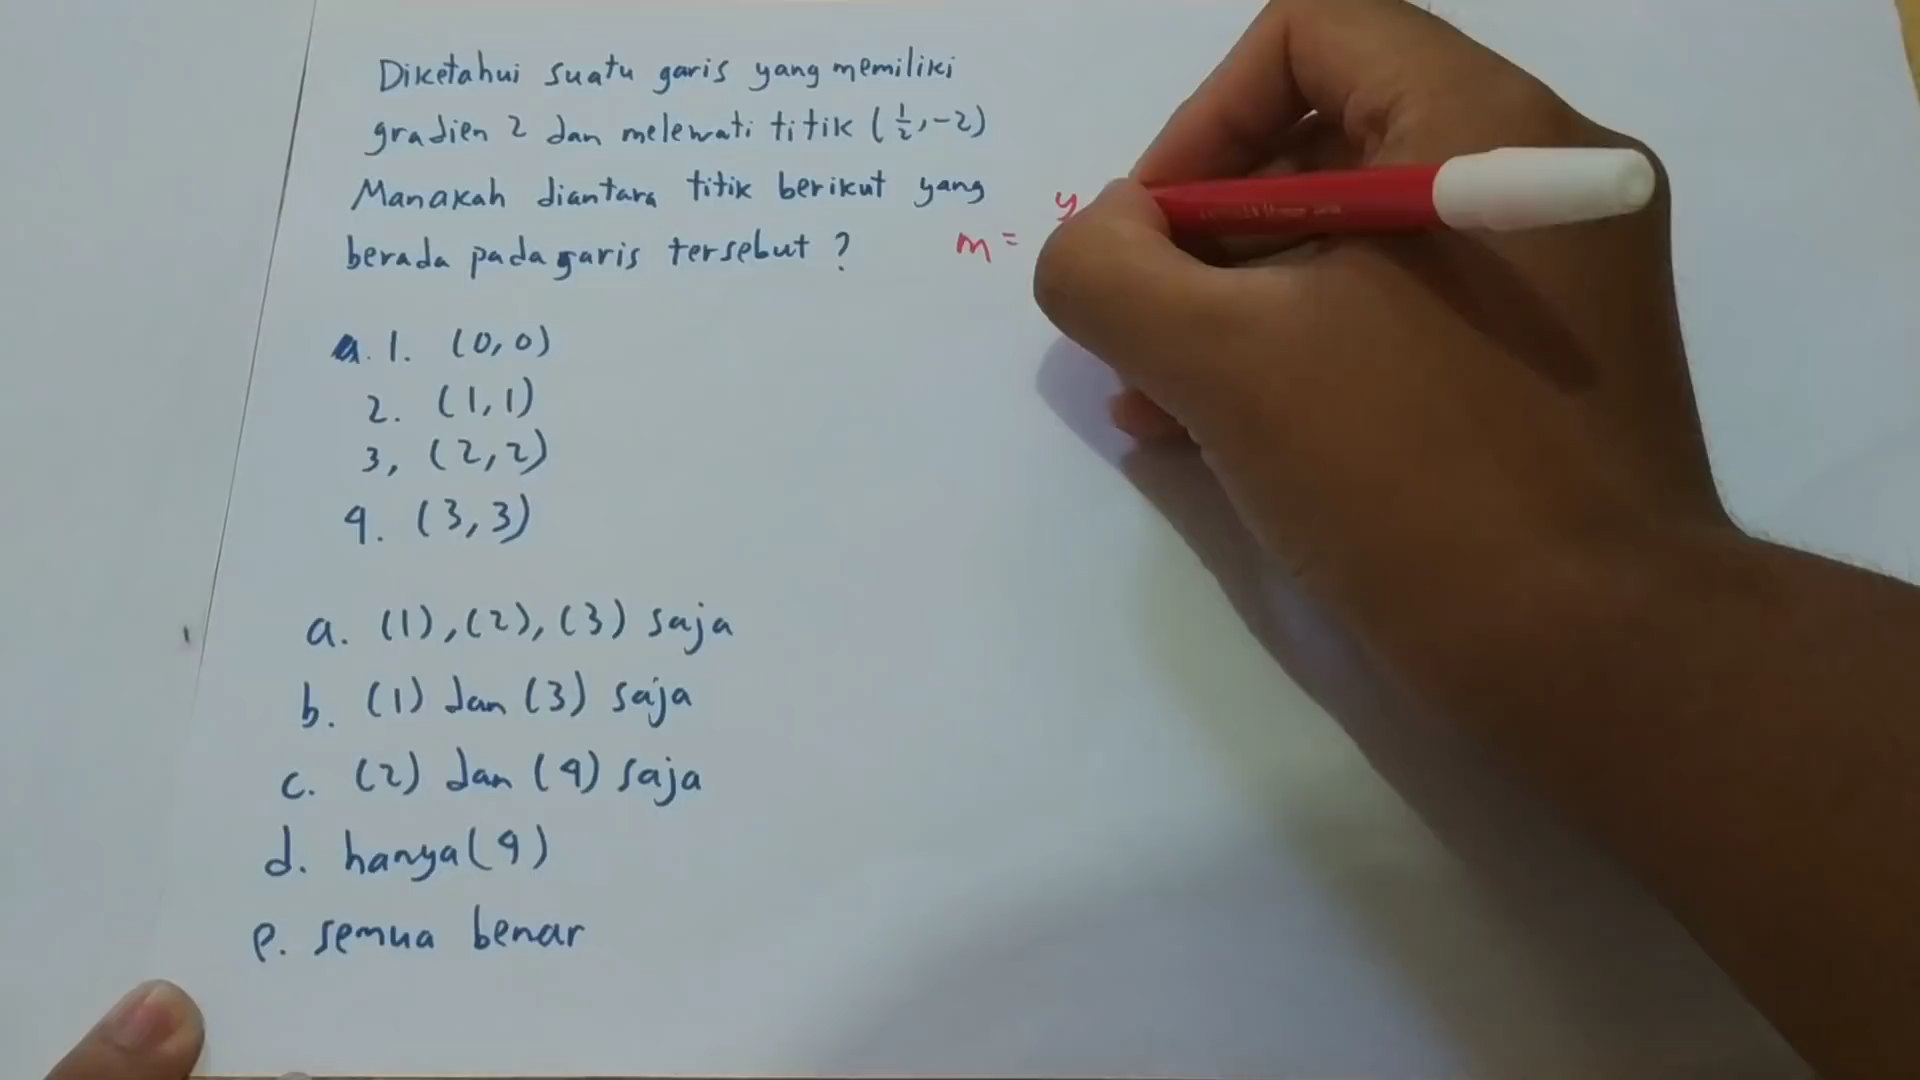 Diketahui suatu garis yang memiliki
gradien 2 dan melewati titik (½,-2)
Manakah diantara titik berikut yang
berada pada garis tersebut ?
y
m =
1. (0,0)
2. (1,1)
3, (2,2)
4. (3,3)
a. (1),(2),(3) saja
b. (1) dan (3) saja
c. (2) dan (4) saja
d. hanya (4)
e. semua benar